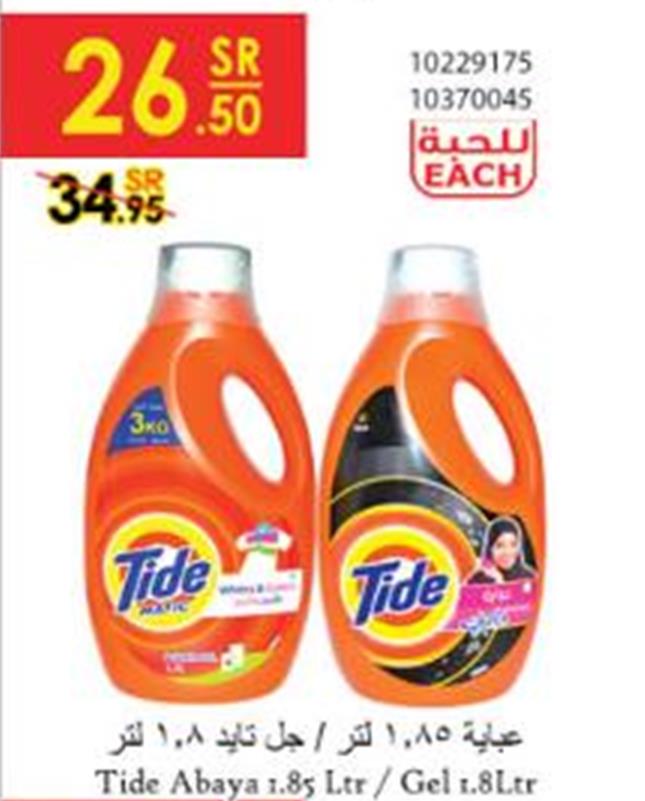 26.50 SR
10229175
10370045
للحبة
EACH
34.95 SR
3KG
Tide
MATIC
Tide
عباية ١,٨٥ لتر / جل تايد ١,٨ لتر
Tide Abaya 1.85 Ltr / Gel 1.8Ltr